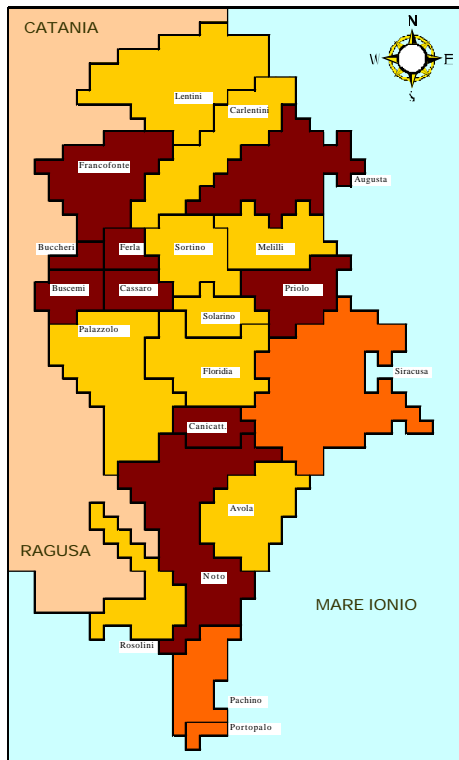 CATANIA
N
W E
S
Lentini
Carlentini
Francofonte
Augusta
Buccheri
Ferla
Sortino
Melilli
Buscemi
Cassaro
Priolo
Solarino
Palazzolo
Floridia
Siracusa
Canicatt.
Avola
RAGUSA
Noto
MARE IONIO
Rosolini
Pachino
Portopalo